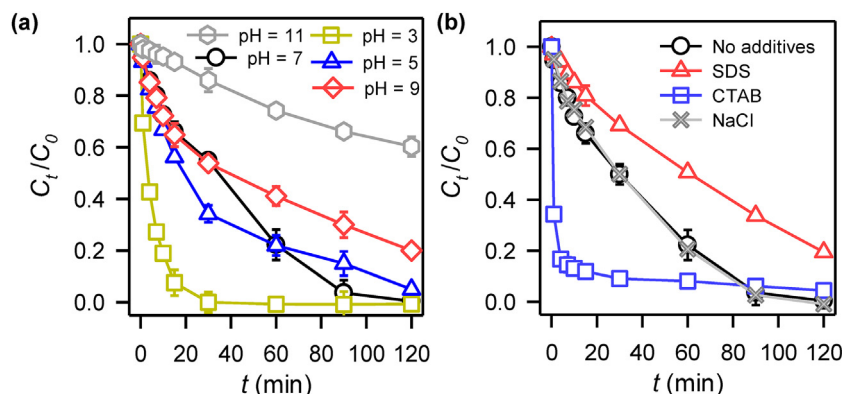 (a)
pH = 11 pH = 3
pH = 7 pH = 5
pH = 9
1.0
0.8
0.6
0.4
0.2
0.0
Ct/C0
0 20 40 60 80 100 120
t (min)
(b)
No additives
SDS
CTAB
NaCl
1.0
0.8
0.6
0.4
0.2
0.0
Ct/C0
0 20 40 60 80 100 120
t (min)